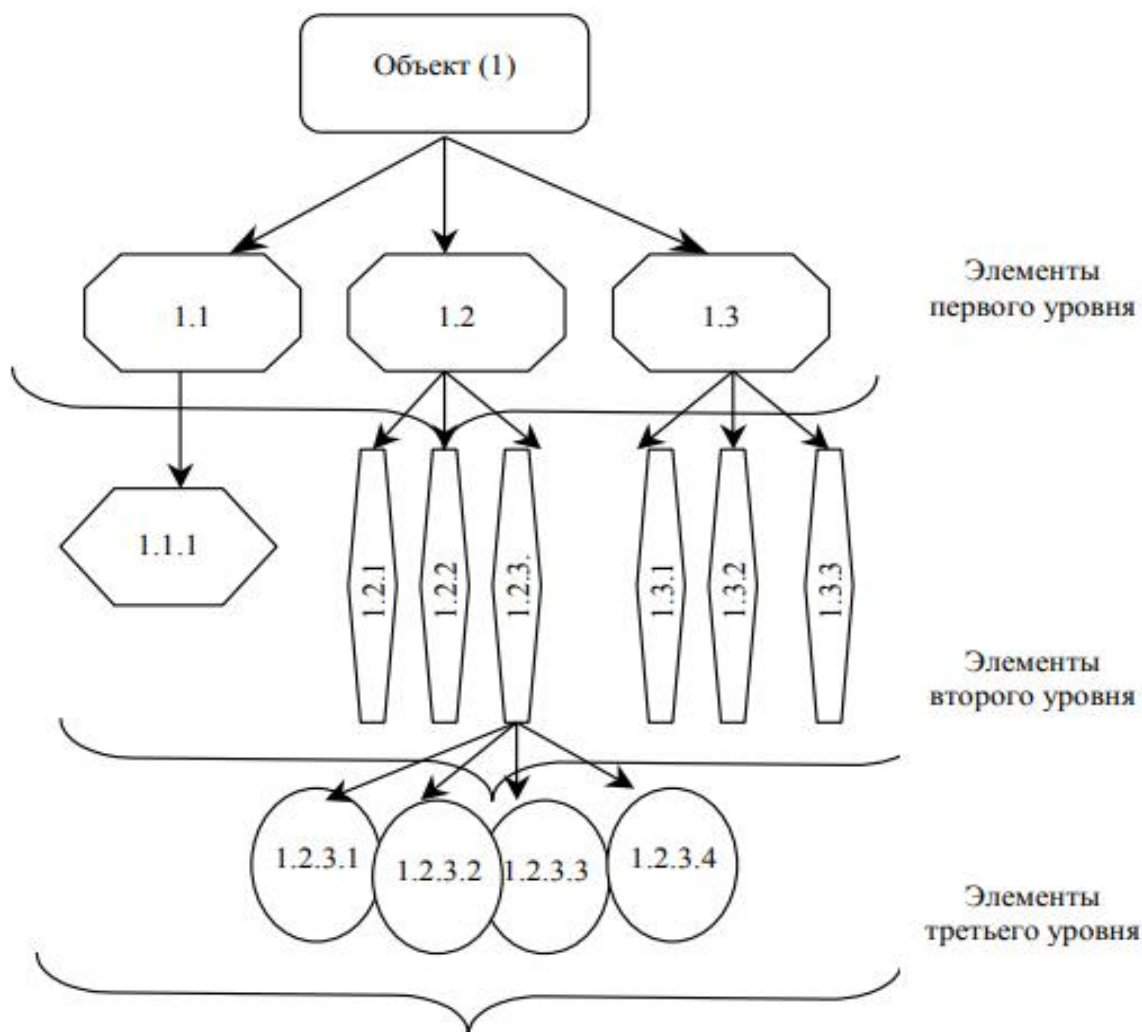 Объект (1)
1.1
1.2
1.3
Элементы
первого уровня
1.1.1
1.2.1
1.2.2
1.2.3.
1.3.1
1.3.2
1.3.3
Элементы
второго уровня
1.2.3.1
1.2.3.2
1.2.3.3
1.2.3.4
Элементы
третьего уровня